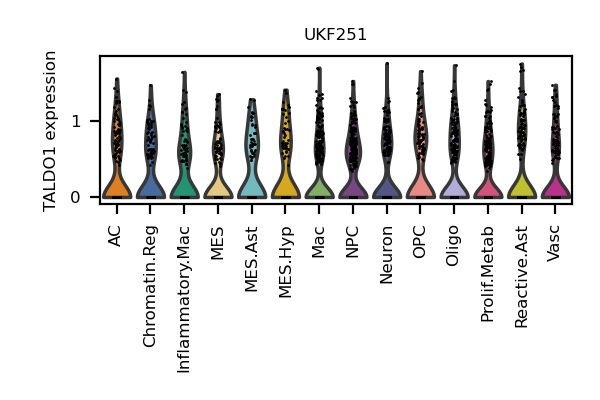 UKF251
TALDO1 expression
1
0
AC
Chromatin.Reg
Inflammatory.Mac
MES
MES.Ast
MES.Hyp
Mac
NPC
Neuron
OPC
Oligo
Prolif.Metab
Reactive.Ast
Vasc